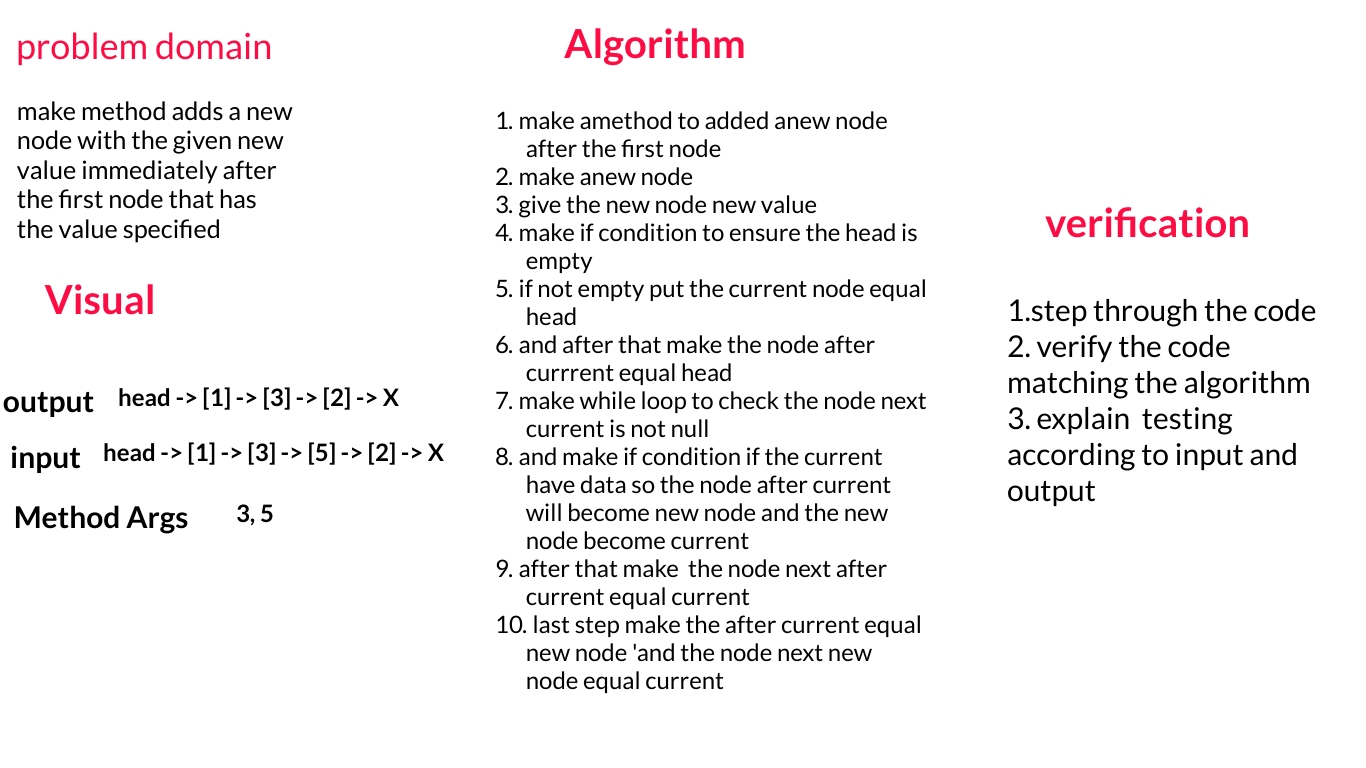 problem domain
make method adds a new
node with the given new
value immediately after
the first node that has
the value specified
Visual
output head -> [1] -> [3] -> [2] -> X
input head -> [1] -> [3] -> [5] -> [2] -> X
Method Args 3, 5
Algorithm
1. make amethod to added anew node
after the first node
2. make anew node
3. give the new node new value
4. make if condition to ensure the head is
empty
5. if not empty put the current node equal
head
6. and after that make the node after
currrent equal head
7. make while loop to check the node next
current is not null
8. and make if condition if the current
have data so the node after current
will become new node and the new
node become current
9. after that make  the node next after
current equal current
10. last step make the after current equal
new node 'and the node next new
node equal current
verification
1.step through the code
2. verify the code
matching the algorithm
3. explain  testing
according to input and
output